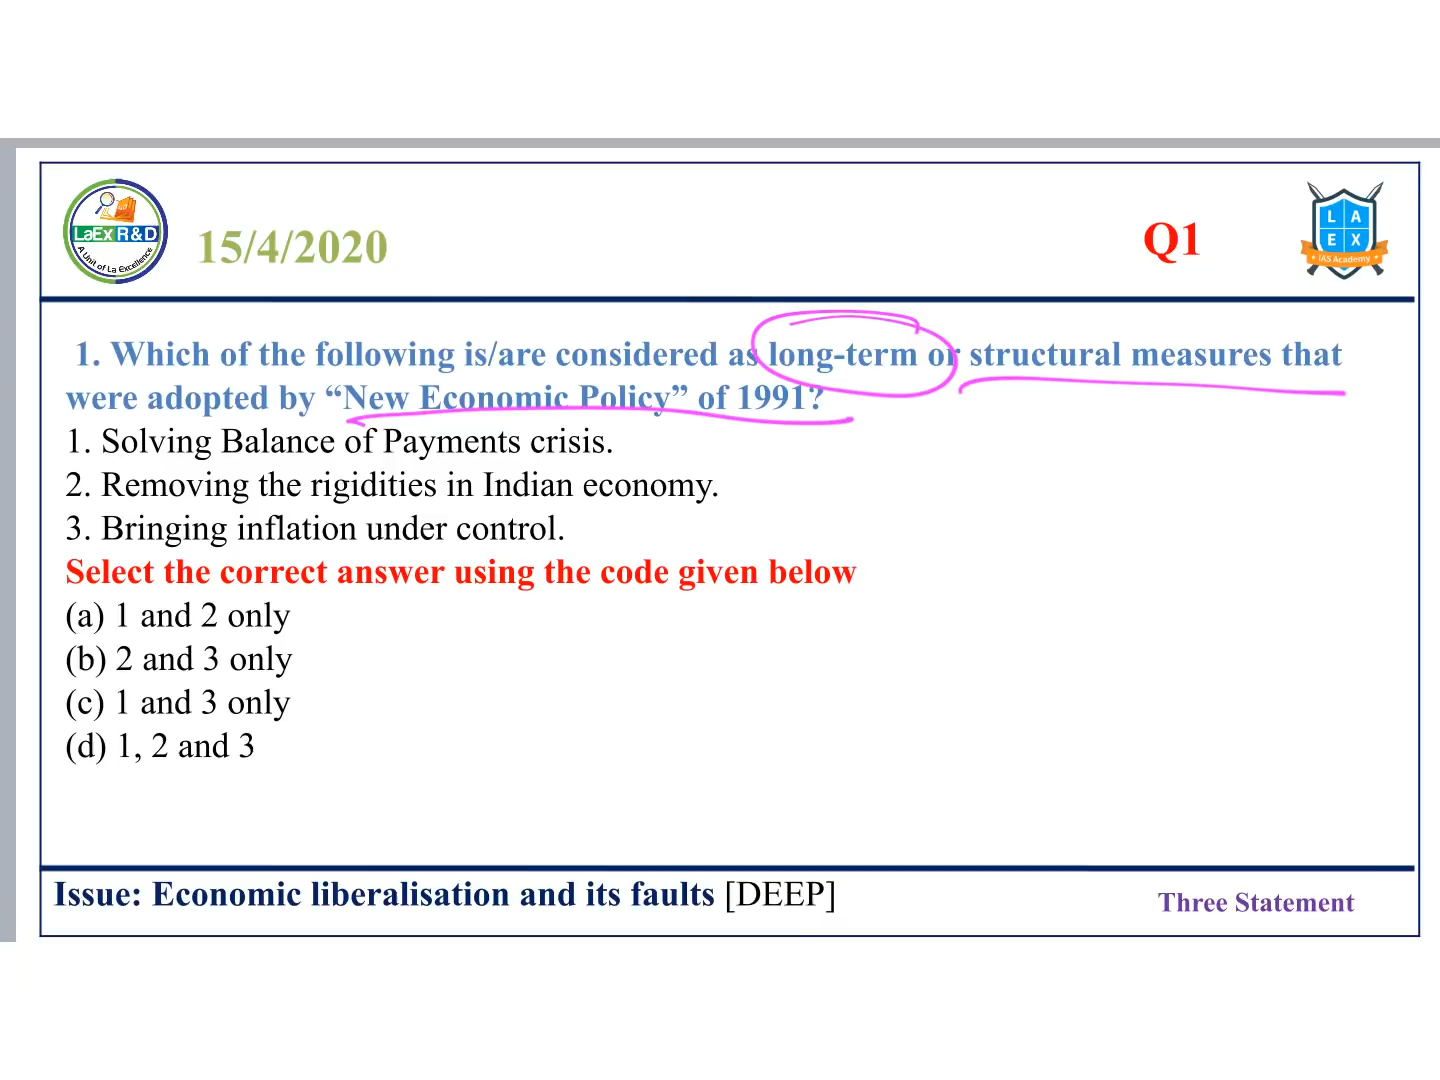 LaEx R&D
A Unit of La Excellence
15/4/2020
Q1
L A
E X
IAS Academy
1. Which of the following is/are considered as long-term or structural measures that
were adopted by “New Economic Policy” of 1991?
1. Solving Balance of Payments crisis.
2. Removing the rigidities in Indian economy.
3. Bringing inflation under control.
Select the correct answer using the code given below
(a) 1 and 2 only
(b) 2 and 3 only
(c) 1 and 3 only
(d) 1, 2 and 3
Issue: Economic liberalisation and its faults [DEEP]
Three Statement